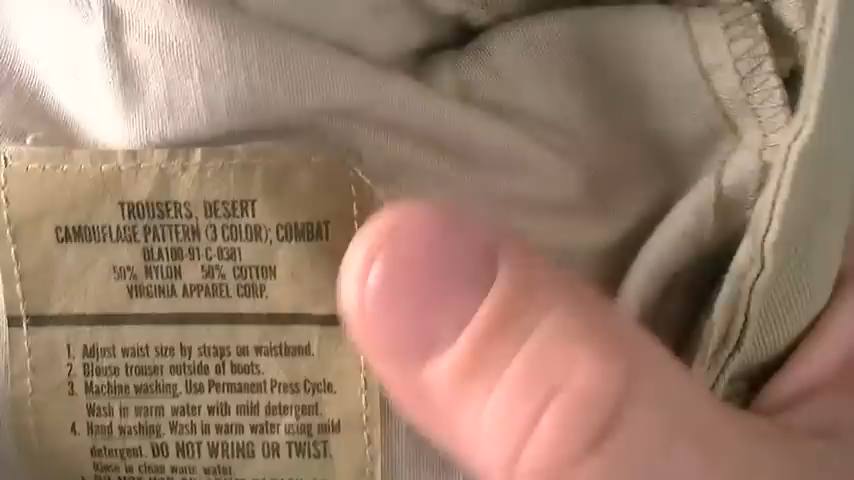 TROUSERS, DESERT
CAMOUFLAGE PATTERN (3 COLOR), COMBAT
DLA100-91-C-0381
50% NYLON 50% COTTON
VIRGINIA APPAREL CORP.
1. Adjust waist size by straps on waistband.
2. Blouse trouser outside of boots.
3. Machine washing. Use Permanent Press Cycle.
Wash in warm water with mild detergent.
4. Hand washing. Wash in warm water using mild
detergent. DO NOT WRING OR TWIST.
Rinse in clean warm water.